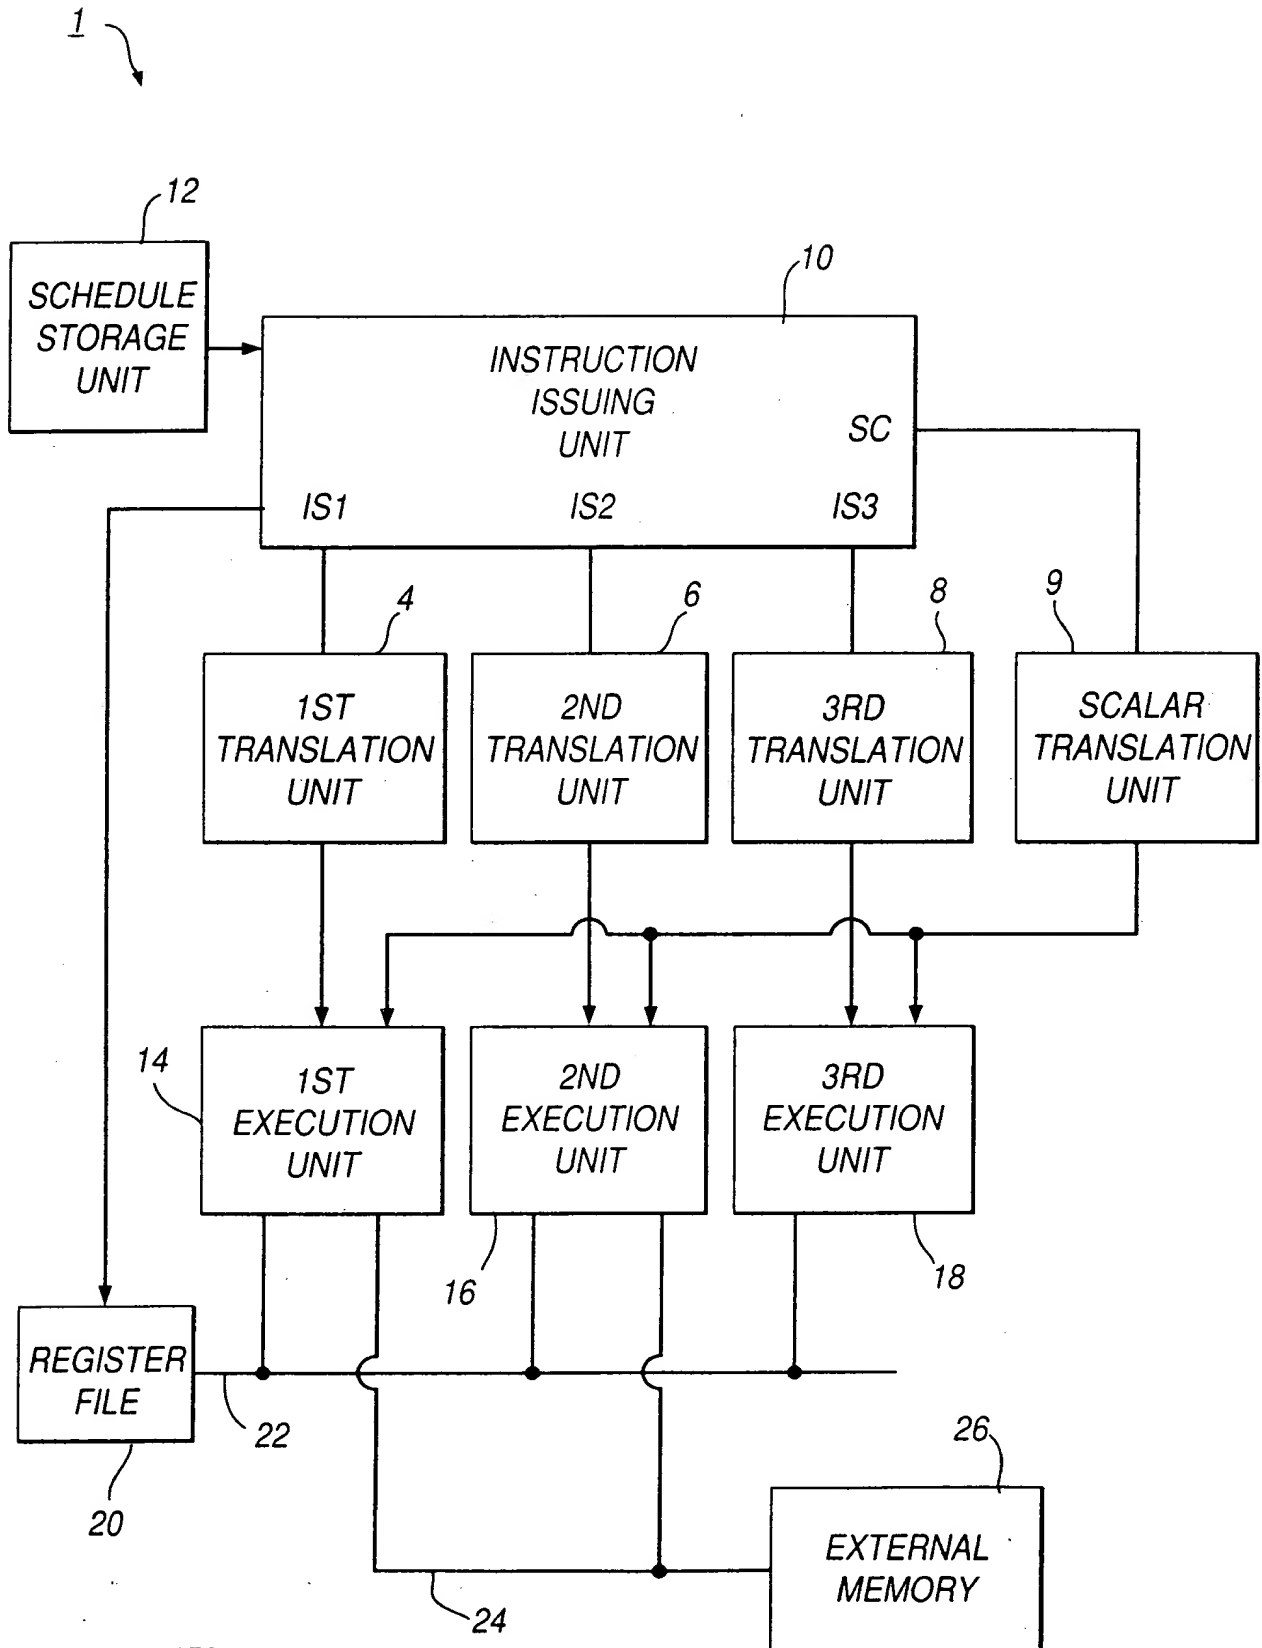 1
12
SCHEDULE
STORAGE
UNIT
10
INSTRUCTION
ISSUING
UNIT
SC
IS1
IS2
IS3
4
6
8
9
1ST
TRANSLATION
UNIT
2ND
TRANSLATION
UNIT
3RD
TRANSLATION
UNIT
SCALAR
TRANSLATION
UNIT
14
1ST
EXECUTION
UNIT
2ND
EXECUTION
UNIT
3RD
EXECUTION
UNIT
16
18
REGISTER
FILE
22
20
26
EXTERNAL
MEMORY
24